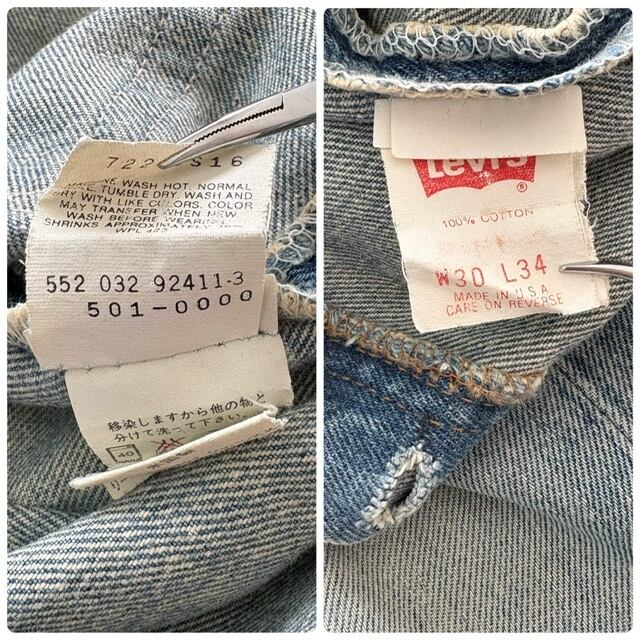 S16
WASH HOT. NORMAL
TUMBLE DRY. WASH AND
DRY WITH LIKE COLORS. COLOR
MAY TRANSFER WHEN NEW
WASH BEFORE WEARING.
SHRINKS APPROXIMATELY
WPL 423
552 032 92411-3
501-0000
移染しますから他の物と
分けて洗って下さい。
40
Levi's
®
100% COTTON
W30 L34
MADE IN U.S.A
CARE ON REVERSE